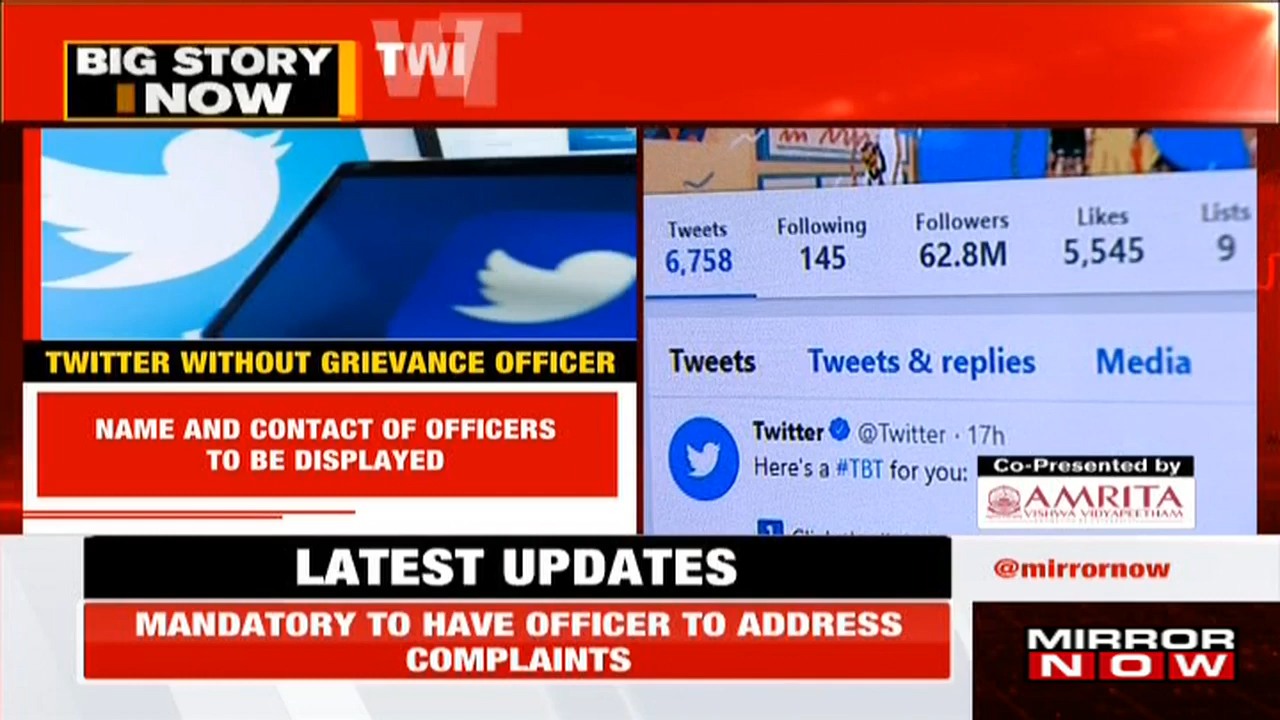 BIG STORY
NOW
TWI
TWITTER WITHOUT GRIEVANCE OFFICER
NAME AND CONTACT OF OFFICERS
TO BE DISPLAYED
Tweets Following Followers Likes Lists
6,758 145 62.8M 5,545 9
Tweets Tweets & replies Media
Twitter @Twitter · 17h
Here's a #TBT for you:
Co-Presented by
AMRITA
VISHWA VIDYAPEETHAM
LATEST UPDATES
MANDATORY TO HAVE OFFICER TO ADDRESS
COMPLAINTS
@mirrornow
MIRROR
NOW